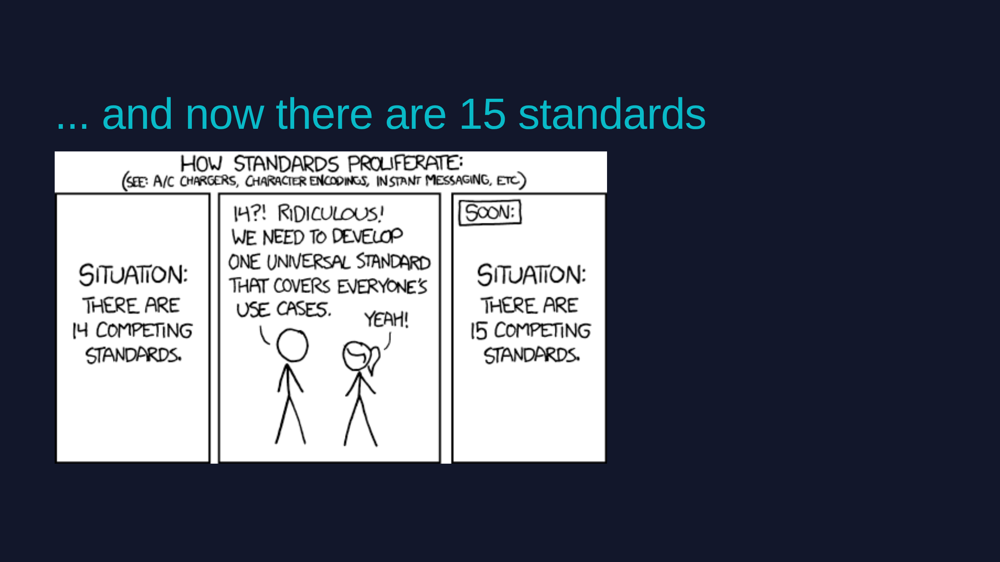 ... and now there are 15 standards
HOW STANDARDS PROLIFERATE:
(SEE: A/C CHARGERS, CHARACTER ENCODINGS, INSTANT MESSAGING, ETC.)
SITUATION:
THERE ARE
14 COMPETING
STANDARDS.
14?! RIDICULOUS!
WE NEED TO DEVELOP
ONE UNIVERSAL STANDARD
THAT COVERS EVERYONE'S
USE CASES.
YEAH!
SOON:
SITUATION:
THERE ARE
15 COMPETING
STANDARDS.